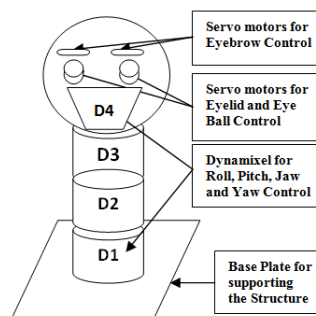 Servo motors for
Eyebrow Control
Servo motors for
Eyelid and Eye
Ball Control
D4
D3
Dynamixel for
Roll, Pitch, Jaw
and Yaw Control
D2
D1
Base Plate for
supporting
the Structure